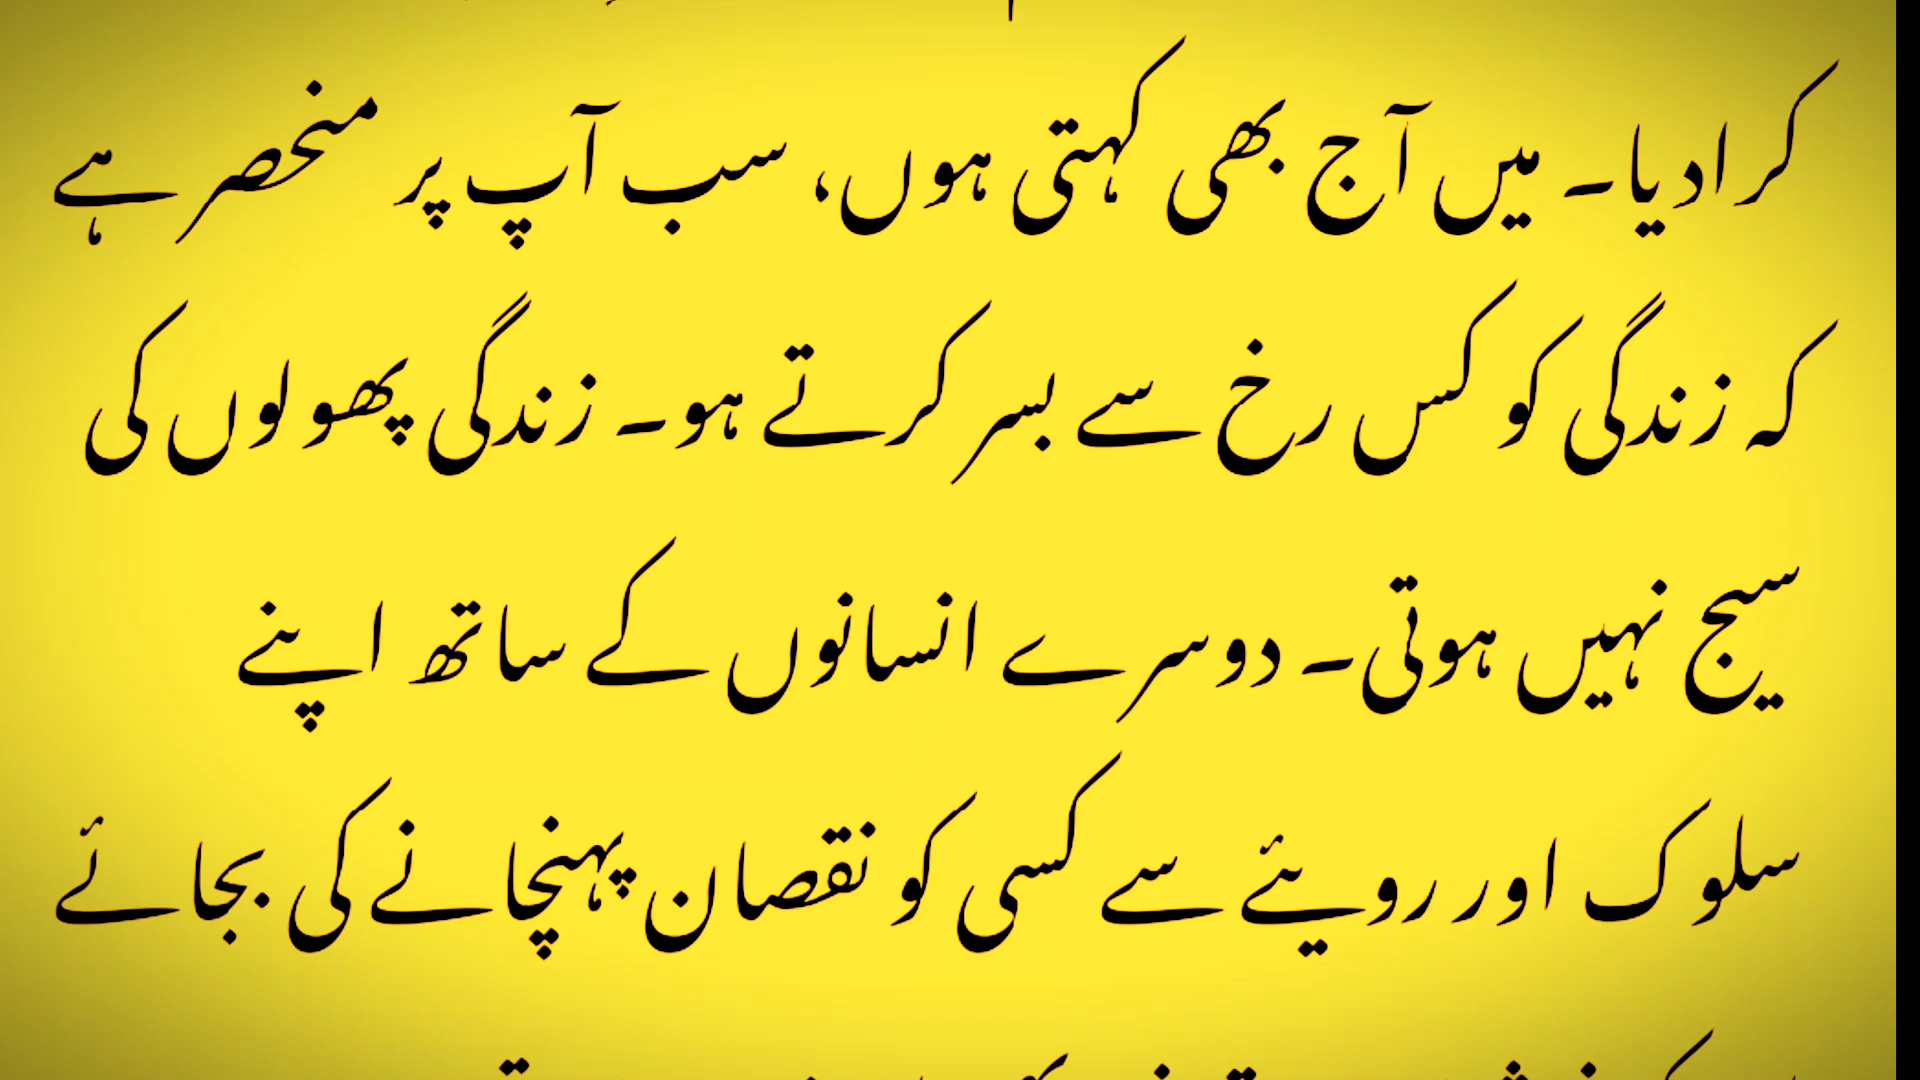 کرادیا۔ میں آج بھی کہتی ہوں، سب آپ پر منحصر ہے
کہ زندگی کو کس رخ سے بسر کرتے ہو۔ زندگی پھولوں کی
سیج نہیں ہوتی۔ دوسرے انسانوں کے ساتھ اپنے
سلوک اور رویئے سے کسی کو نقصان پہنچانے کی بجائے